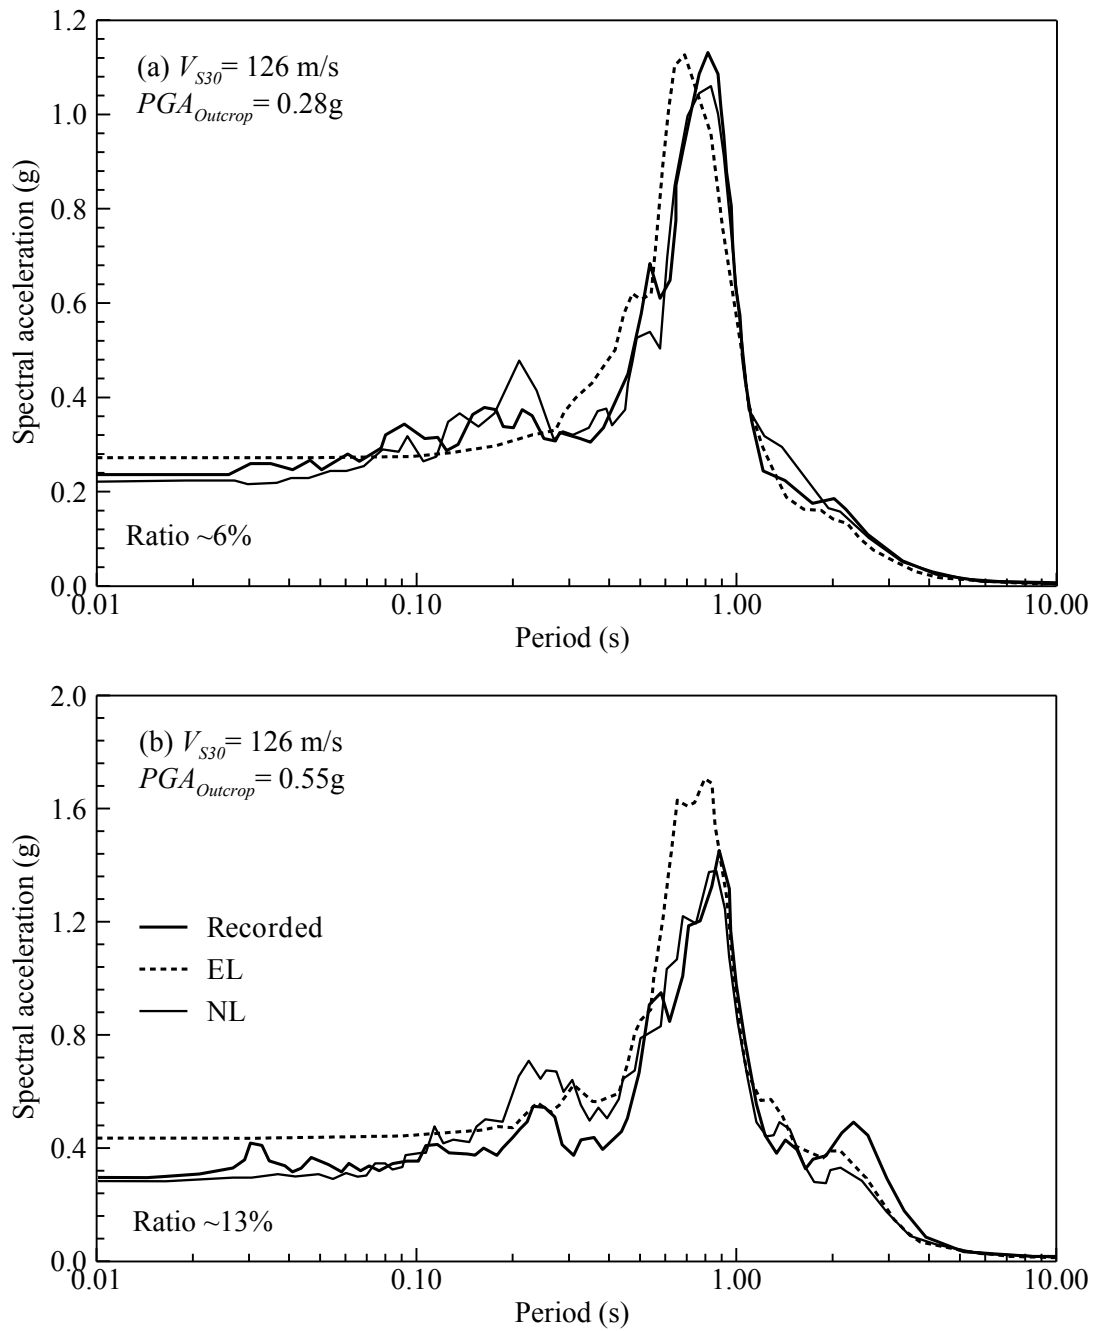 1.2
1.0
0.8
0.6
0.4
0.2
0.0
Spectral acceleration (g)
(a) V_S30= 126 m/s
PGA_Outcrop= 0.28g
Ratio ~6%
0.01 0.10 1.00 10.00
Period (s)
2.0
1.6
1.2
0.8
0.4
0.0
Spectral acceleration (g)
(b) V_S30= 126 m/s
PGA_Outcrop= 0.55g
Recorded
EL
NL
Ratio ~13%
0.01 0.10 1.00 10.00
Period (s)